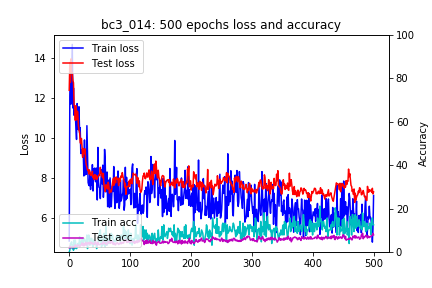 bc3_014: 500 epochs loss and accuracy
Train loss
Test loss
Train acc
Test acc
Loss
14
12
10
8
6
Accuracy
100
80
60
40
20
0
0
100
200
300
400
500